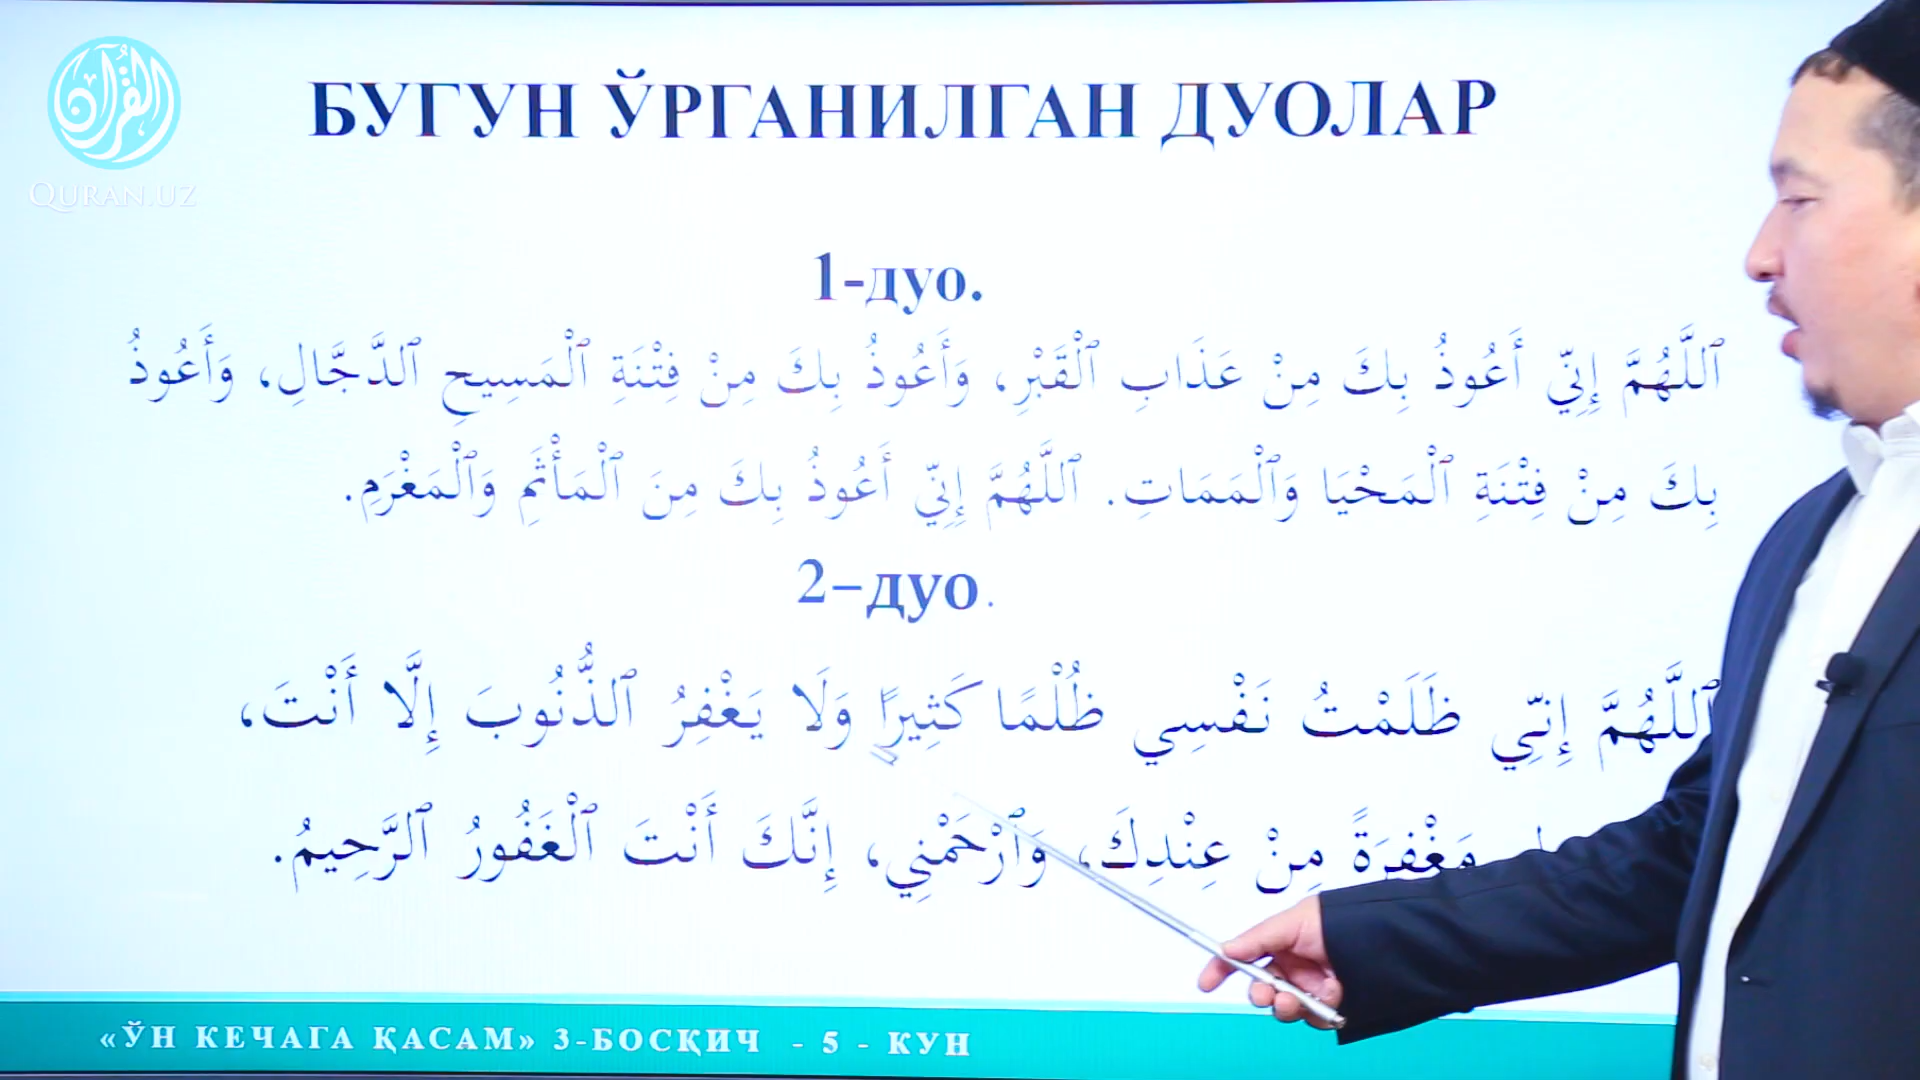 القرآن
QURAN.UZ
БУГУН ЎРГАНИЛГАН ДУОЛАР
1-дуо.
ٱللَّهُمَّ إِنِّي أَعُوذُ بِكَ مِنْ عَذَابِ ٱلْقَبْرِ، وَأَعُوذُ بِكَ مِنْ فِتْنَةِ ٱلْمَسِيحِ ٱلدَّجَّالِ، وَأَعُوذُ
بِكَ مِنْ فِتْنَةِ ٱلْمَحْيَا وَٱلْمَمَاتِ. ٱللَّهُمَّ إِنِّي أَعُوذُ بِكَ مِنَ ٱلْمَأْثَمِ وَٱلْمَغْرَمِ.
2–дуо.
ٱللَّهُمَّ إِنِّي ظَلَمْتُ نَفْسِي ظُلْمًا كَثِيرًا وَلَا يَغْفِرُ ٱلذُّنُوبَ إِلَّا أَنْتَ،
مَغْفِرَةً مِنْ عِنْدِكَ، وَٱرْحَمْنِي، إِنَّكَ أَنْتَ ٱلْغَفُورُ ٱلرَّحِيمُ.
«ЎН КЕЧАГА ҚАСАМ» 3-БОСҚИЧ - 5 - КУН